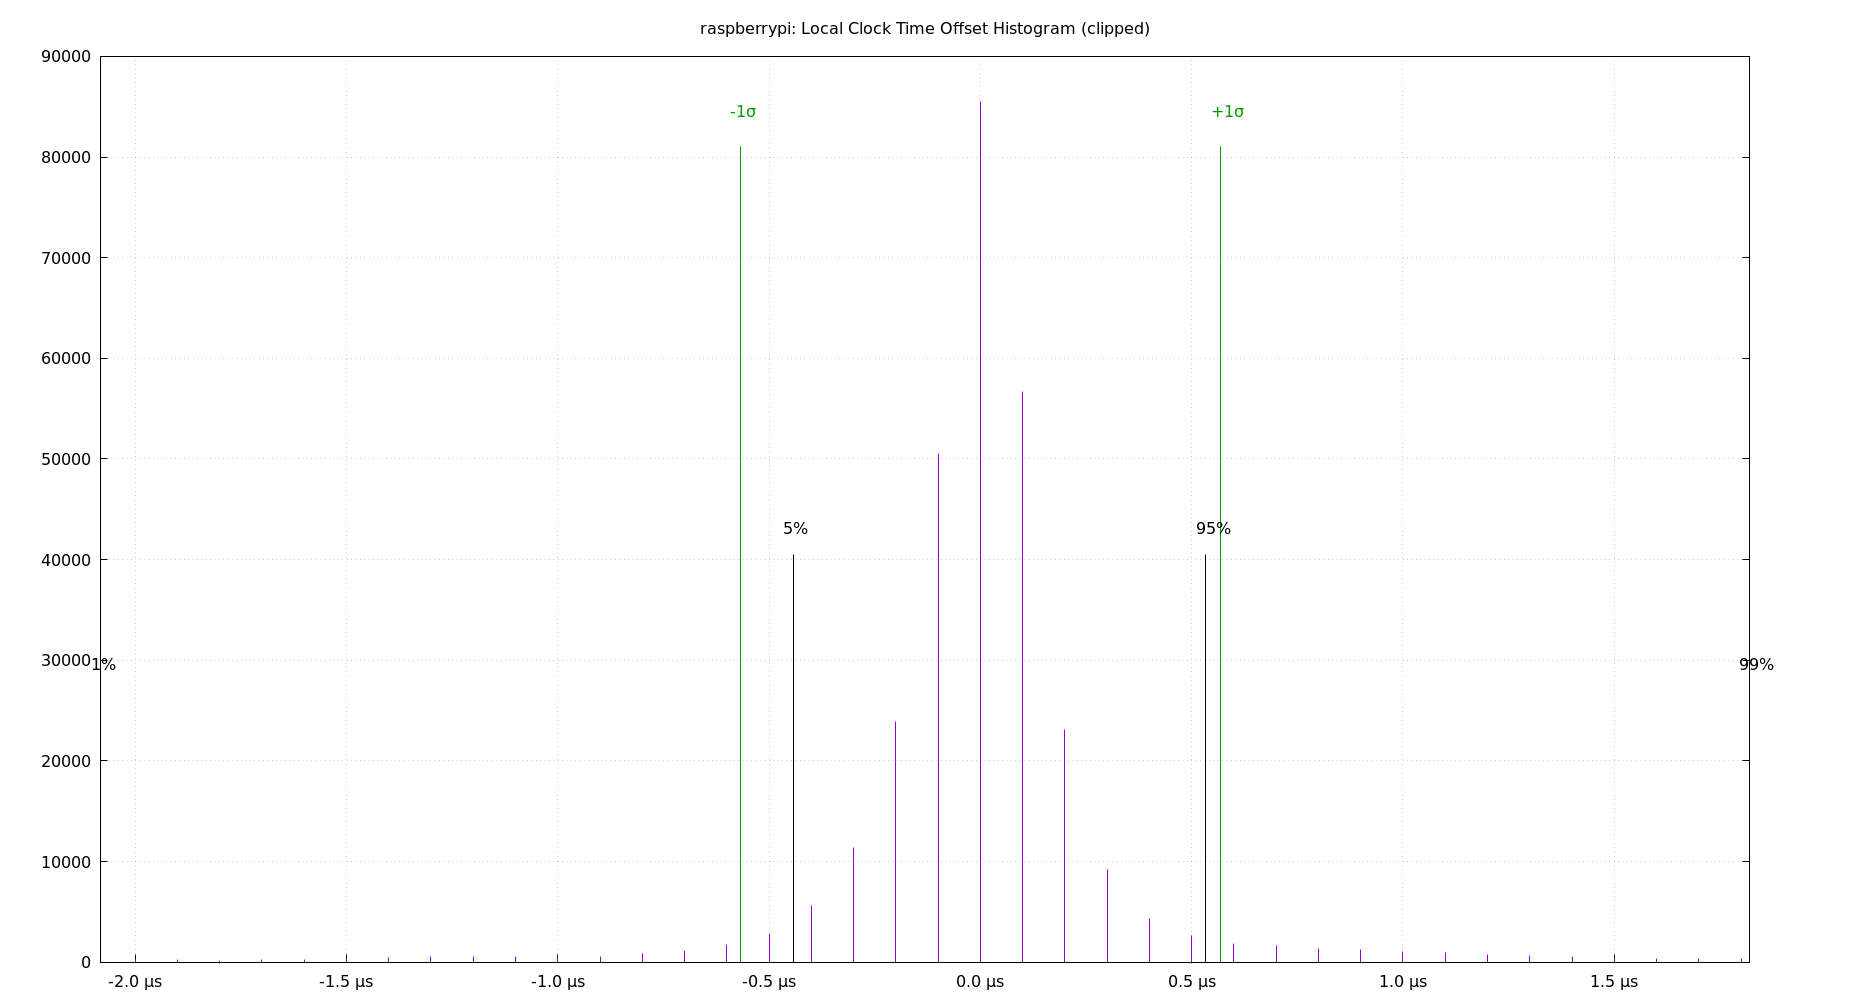 raspberrypi: Local Clock Time Offset Histogram (clipped)
90000
-1σ
+1σ
80000
70000
60000
50000
5%
95%
40000
30000
1%
99%
20000
10000
0
-2.0 µs
-1.5 µs
-1.0 µs
-0.5 µs
0.0 µs
0.5 µs
1.0 µs
1.5 µs